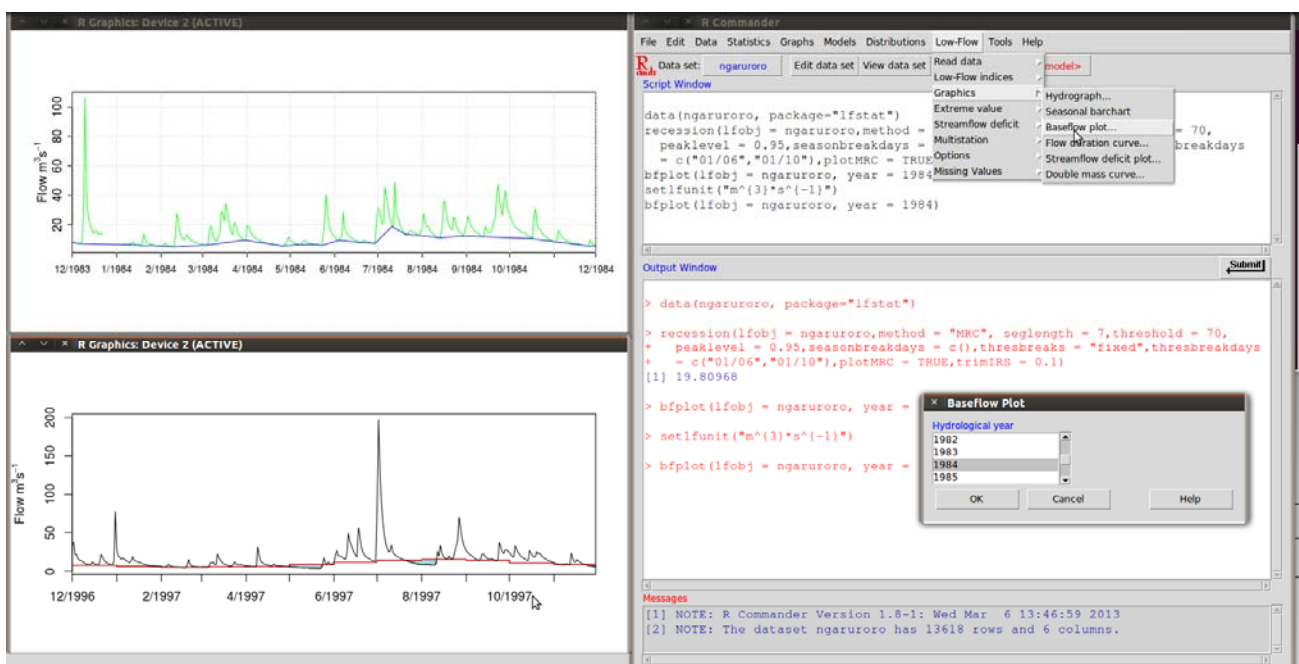 R Graphics: Device 2 (ACTIVE)
Flow m³s⁻¹
100
80
60
40
20
12/1983 1/1984 2/1984 3/1984 4/1984 5/1984 6/1984 7/1984 8/1984 9/1984 10/1984 12/1984
R Graphics: Device 2 (ACTIVE)
Flow m³s⁻¹
200
150
100
50
0
12/1996 2/1997 4/1997 6/1997 8/1997 10/1997
R Commander
File Edit Data Statistics Graphs Models Distributions Low-Flow Tools Help
Data set: ngaruroro Edit data set View data set model>
Read data
Low-Flow indices
Graphics
Extreme value
Streamflow deficit
Multistation
Options
Missing Values
Hydrograph...
Seasonal barchart
Baseflow plot...
Flow duration curve...
Streamflow deficit plot...
Double mass curve...
Script Window
data(ngaruroro, package="lfstat")
recession(lfobj = ngaruroro,method = = 70,
peaklevel = 0.95,seasonbreakdays = breakdays
= c("01/06","01/10"),plotMRC = TRUE
bfplot(lfobj = ngaruroro, year = 1984
setlfunit("m^{3}*s^{-1}")
bfplot(lfobj = ngaruroro, year = 1984)
Output Window
Submit
> data(ngaruroro, package="lfstat")
> recession(lfobj = ngaruroro,method = "MRC", seglength = 7,threshold = 70,
+ peaklevel = 0.95,seasonbreakdays = c(),thresbreaks = "fixed",thresbreakdays
+ = c("01/06","01/10"),plotMRC = TRUE,trimIRS = 0.1)
[1] 19.80968
> bfplot(lfobj = ngaruroro, year =
> setlfunit("m^{3}*s^{-1}")
> bfplot(lfobj = ngaruroro, year =
Baseflow Plot
Hydrological year
1982
1983
1984
1985
OK Cancel Help
Messages
[1] NOTE: R Commander Version 1.8-1: Wed Mar 6 13:46:59 2013
[2] NOTE: The dataset ngaruroro has 13618 rows and 6 columns.